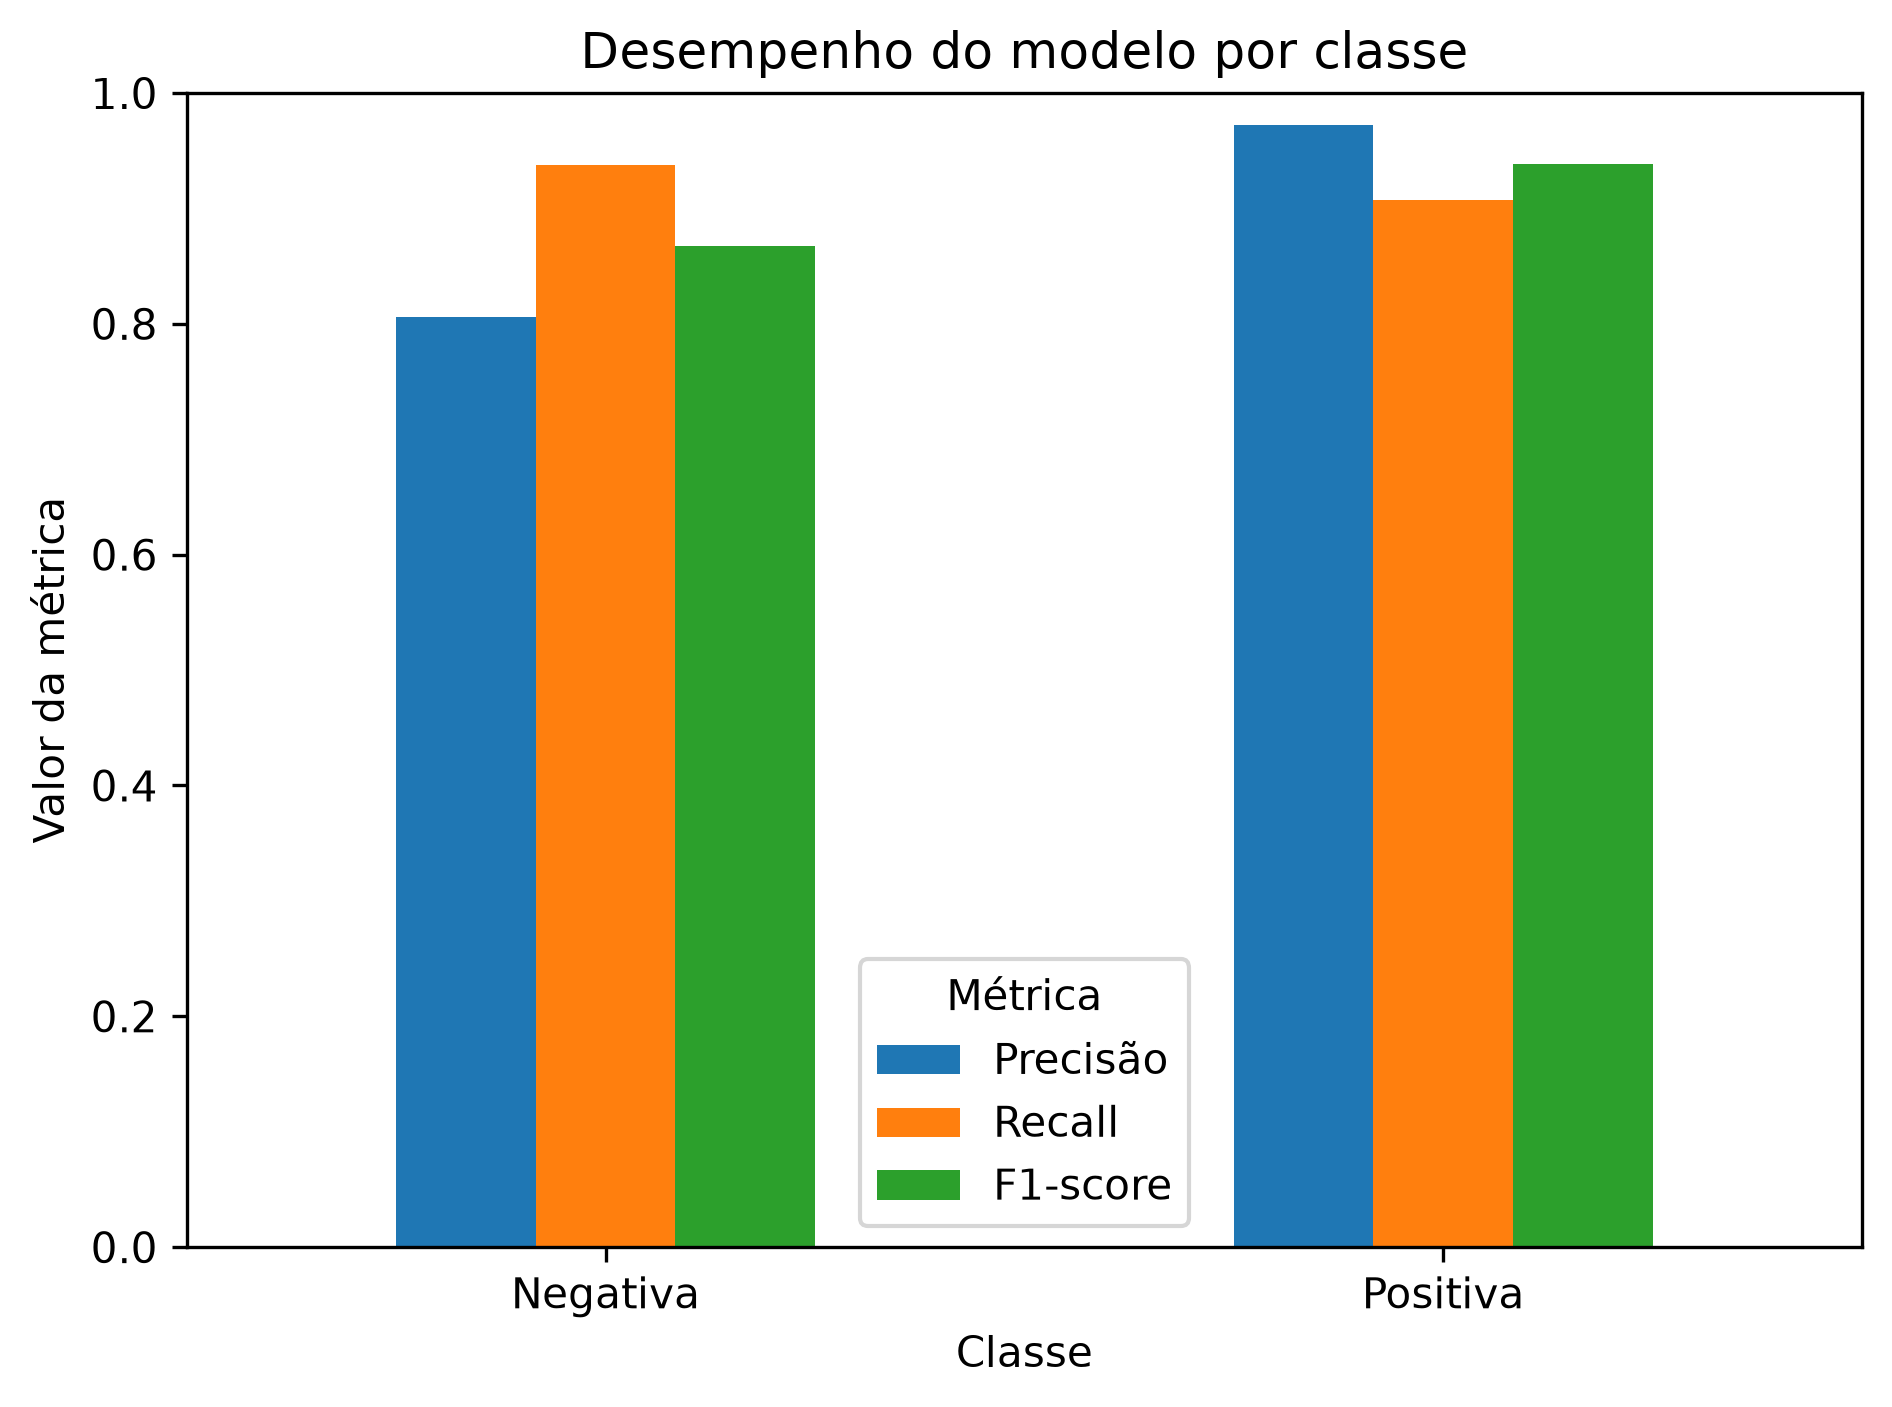 Desempenho do modelo por classe
1.0
0.8
0.6
0.4
0.2
0.0
Valor da métrica
Métrica
Precisão
Recall
F1-score
Negativa
Positiva
Classe